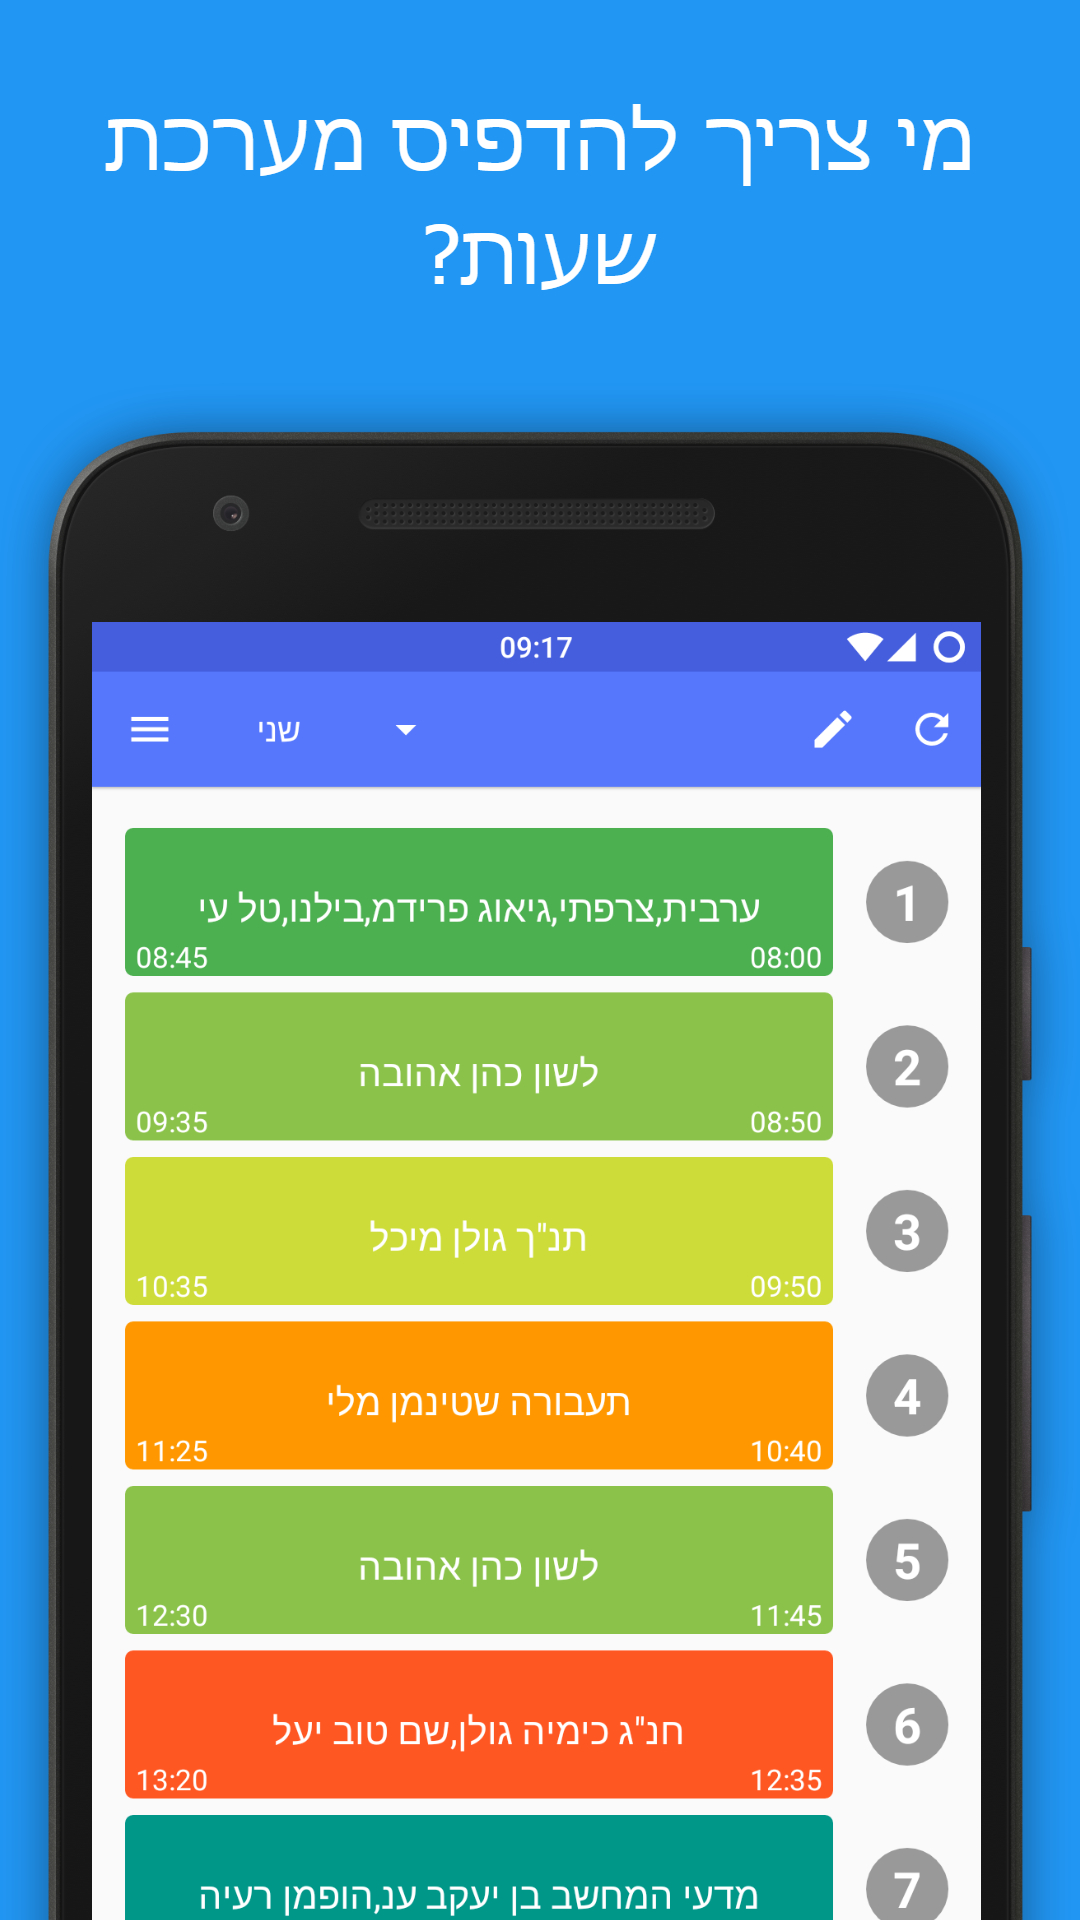 מי צריך להדפיס מערכת
שעות?
09:17
שני
ערבית,צרפתי,גיאוג פרידמ,בילנו,טל עי
08:00 08:45
1
לשון כהן אהובה
08:50 09:35
2
תנ"ך גולן מיכל
09:50 10:35
3
תעבורה שטינמן מלי
10:40 11:25
4
לשון כהן אהובה
11:45 12:30
5
חנ"ג כימיה גולן,שם טוב יעל
12:35 13:20
6
מדעי המחשב בן יעקב ענ,הופמן רעיה
7